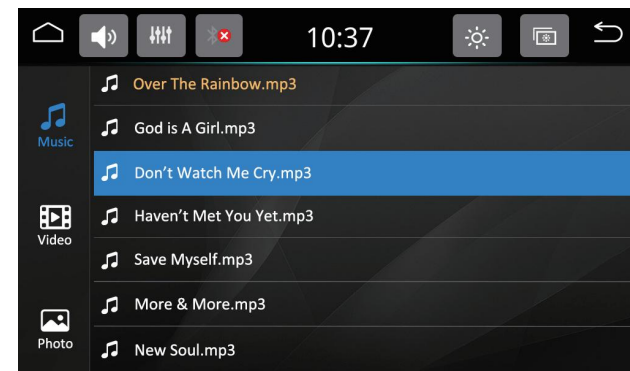 10:37
Over The Rainbow.mp3
God is A Girl.mp3
Don’t Watch Me Cry.mp3
Haven’t Met You Yet.mp3
Save Myself.mp3
More & More.mp3
New Soul.mp3
Music
Video
Photo